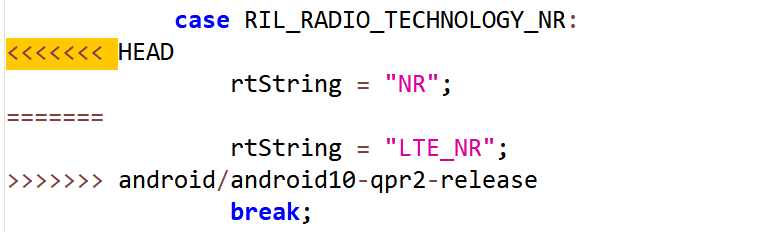 case RIL_RADIO_TECHNOLOGY_NR:
<<<<<<< HEAD
rtString = "NR";
=======
rtString = "LTE_NR";
>>>>>>> android/android10-qpr2-release
break;